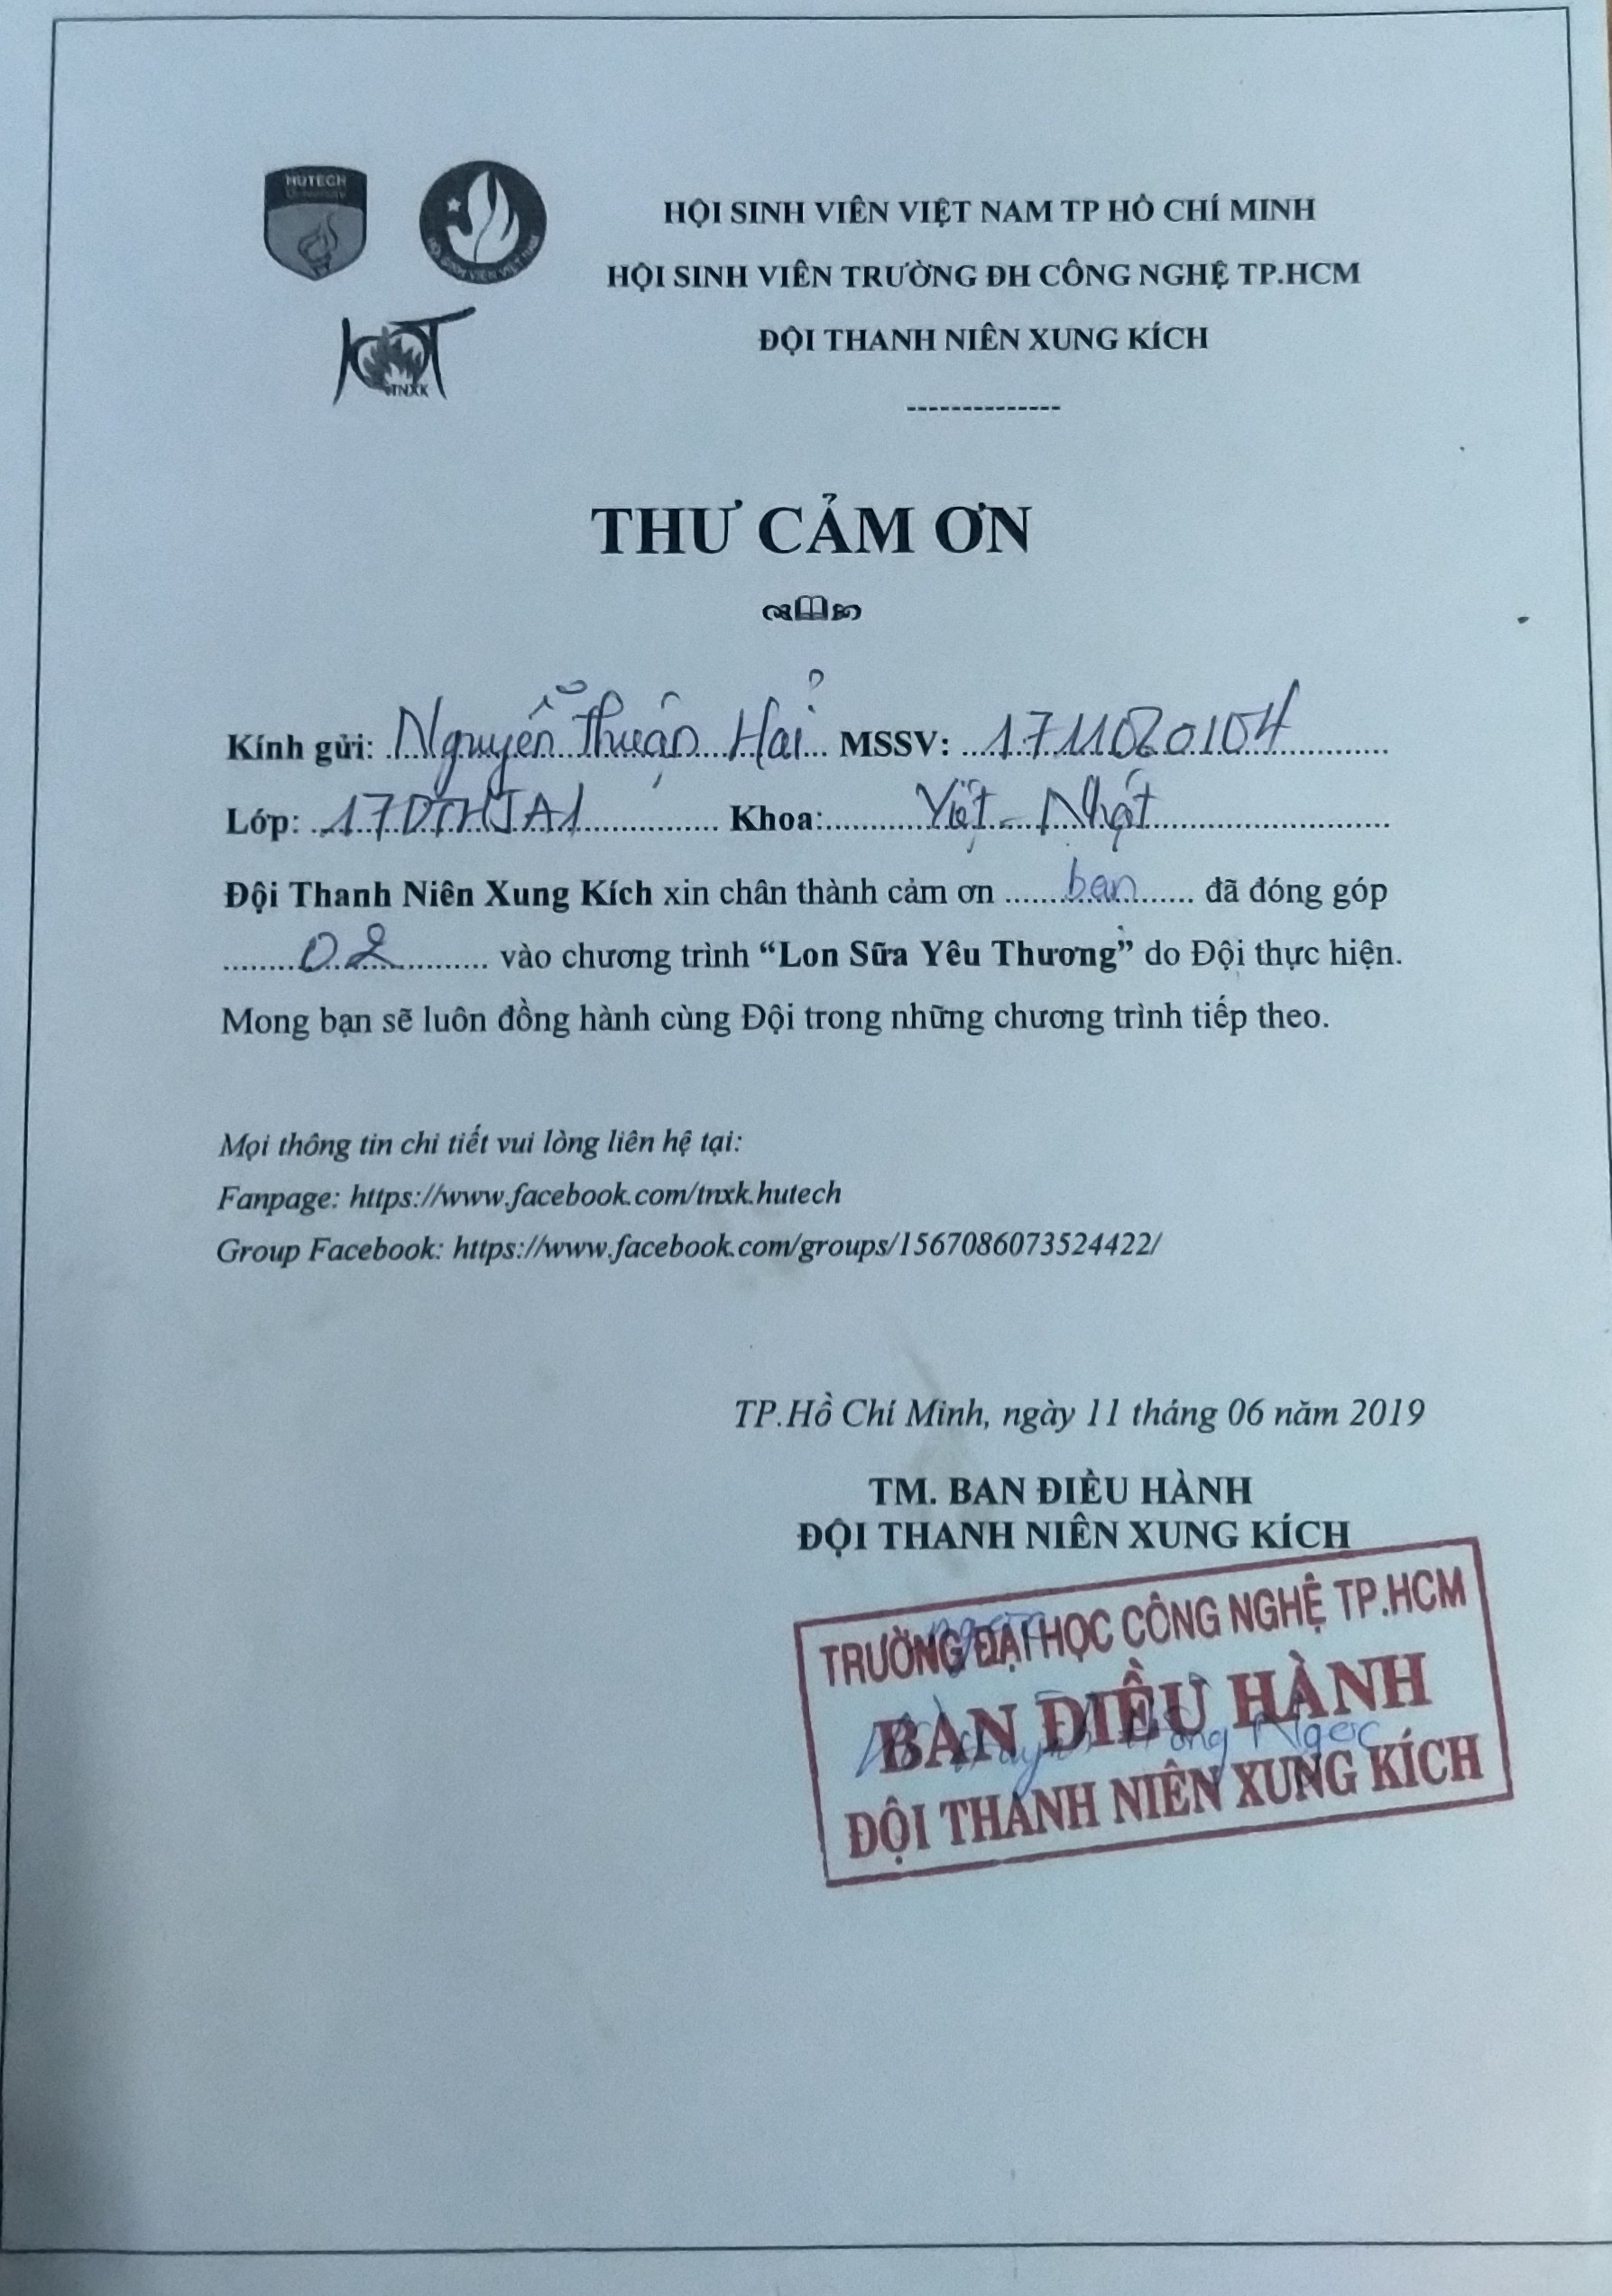 HUTECH
HỘI SINH VIÊN VIỆT NAM
TNXK
HỘI SINH VIÊN VIỆT NAM TP HỒ CHÍ MINH
HỘI SINH VIÊN TRƯỜNG ĐH CÔNG NGHỆ TP.HCM
ĐỘI THANH NIÊN XUNG KÍCH
--------------
THƯ CẢM ƠN
Kính gửi: Nguyễn Thuận Hải MSSV: 1711020104
Lớp: 17DTHJA1 Khoa: Việt - Nhật
Đội Thanh Niên Xung Kích xin chân thành cảm ơn bạn đã đóng góp
02 vào chương trình “Lon Sữa Yêu Thương” do Đội thực hiện.
Mong bạn sẽ luôn đồng hành cùng Đội trong những chương trình tiếp theo.
Mọi thông tin chi tiết vui lòng liên hệ tại:
Fanpage: https://www.facebook.com/tnxk.hutech
Group Facebook: https://www.facebook.com/groups/1567086073524422/
TP.Hồ Chí Minh, ngày 11 tháng 06 năm 2019
TM. BAN ĐIỀU HÀNH
ĐỘI THANH NIÊN XUNG KÍCH
TRƯỜNG ĐẠI HỌC CÔNG NGHỆ TP.HCM
BAN ĐIỀU HÀNH
Ngọc
ĐỘI THANH NIÊN XUNG KÍCH